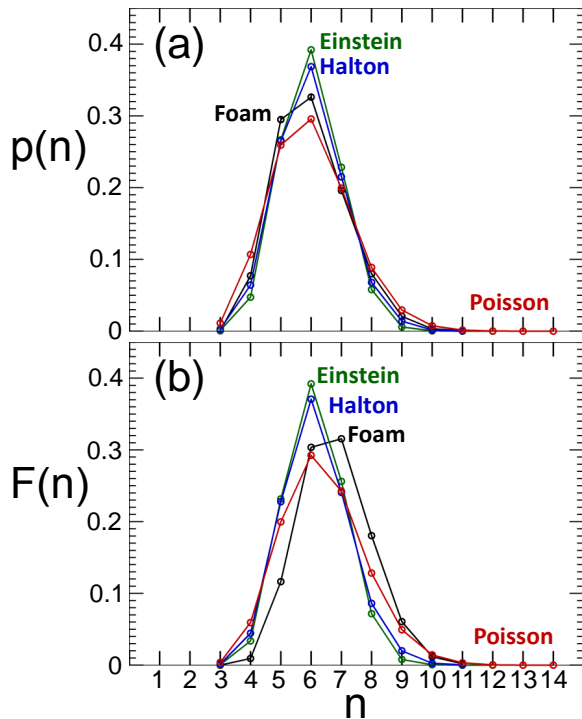 (a)
Einstein
Halton
Foam
Poisson
p(n)
0.4
0.3
0.2
0.1
0
(b)
Einstein
Halton
Foam
Poisson
F(n)
0.4
0.3
0.2
0.1
0
1 2 3 4 5 6 7 8 9 10 11 12 13 14
n